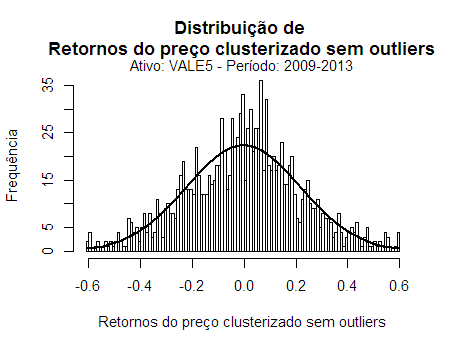 Distribuição de
Retornos do preço clusterizado sem outliers
Ativo: VALE5 - Período: 2009-2013
Frequência
35
25
15
5
0
-0.6 -0.4 -0.2 0.0 0.2 0.4 0.6
Retornos do preço clusterizado sem outliers